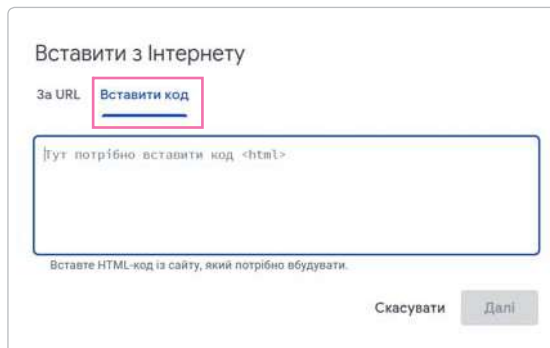 Вставити з Інтернету
За URL Вставити код
Тут потрібно вставити код <html>
Вставте HTML-код із сайту, який потрібно вбудувати.
Скасувати Далі